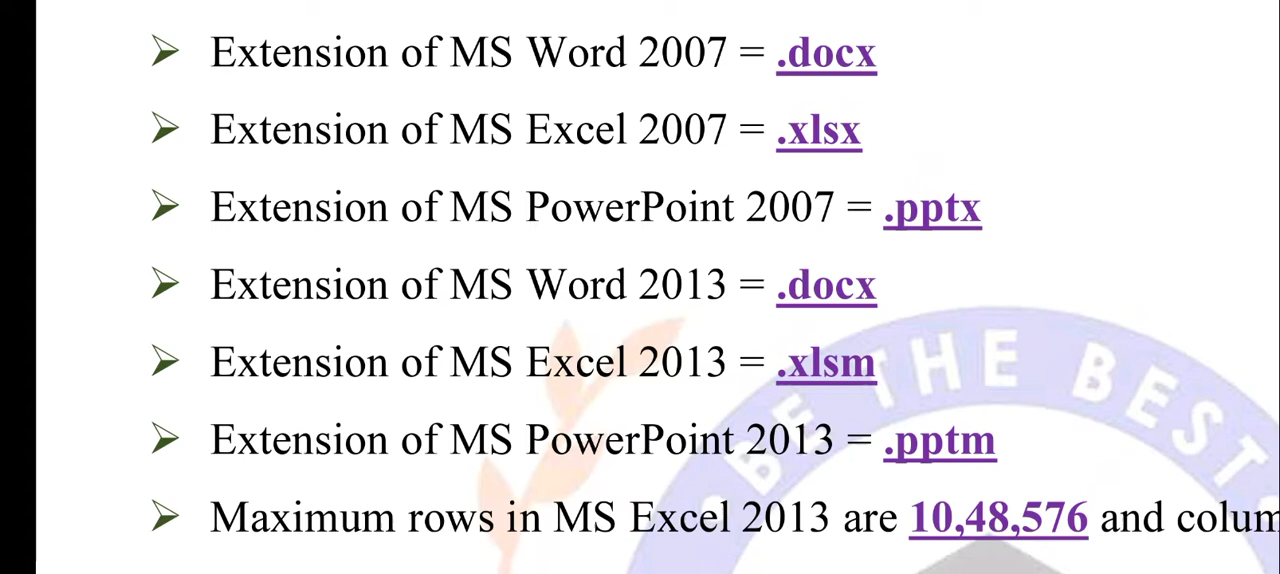 ➢ Extension of MS Word 2007 = .docx
➢ Extension of MS Excel 2007 = .xlsx
➢ Extension of MS PowerPoint 2007 = .pptx
➢ Extension of MS Word 2013 = .docx
➢ Extension of MS Excel 2013 = .xlsm
➢ Extension of MS PowerPoint 2013 = .pptm
➢ Maximum rows in MS Excel 2013 are 10,48,576 and colum
BE THE BEST